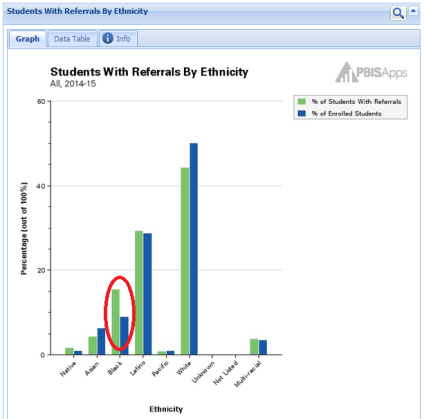 Students With Referrals By Ethnicity
Graph
Data Table
Info
Students With Referrals By Ethnicity
All, 2014-15
PBISApps
% of Students With Referrals
% of Enrolled Students
Percentage (out of 100%)
60
40
20
0
Native
Asian
Black
Latino
Pacific
White
Unknown
Not Listed
Multi-racial
Ethnicity